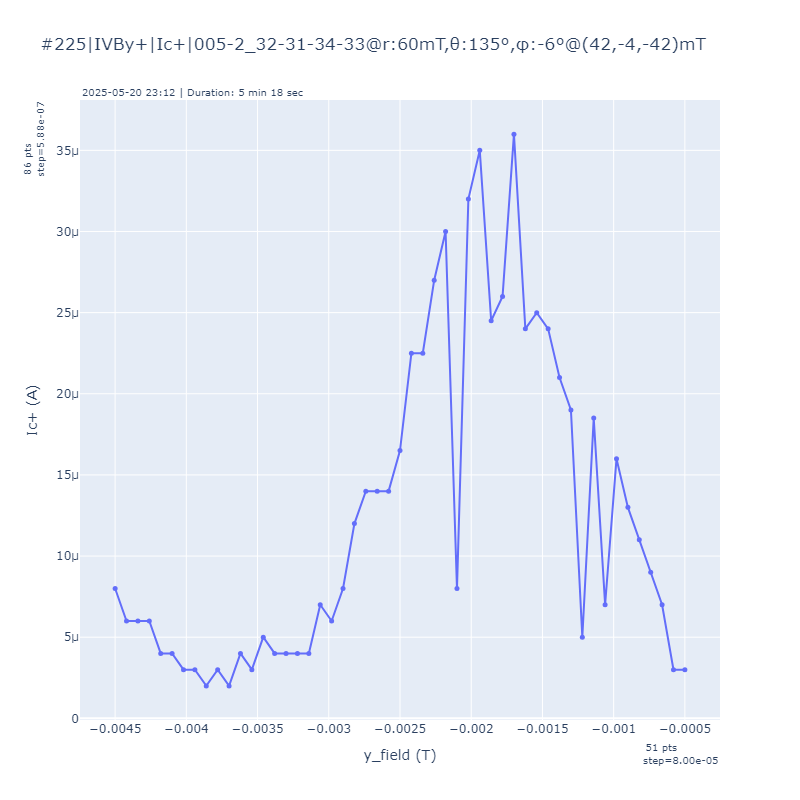 #225|IVBy+|Ic+|005-2_32-31-34-33@r:60mT,θ:135°,φ:-6°@(42,-4,-42)mT
2025-05-20 23:12 | Duration: 5 min 18 sec
86 pts
step=5.88e-07
35μ
30μ
25μ
20μ
15μ
10μ
5μ
0
Ic+ (A)
−0.0045
−0.004
−0.0035
−0.003
−0.0025
−0.002
−0.0015
−0.001
−0.0005
y_field (T)
51 pts
step=8.00e-05